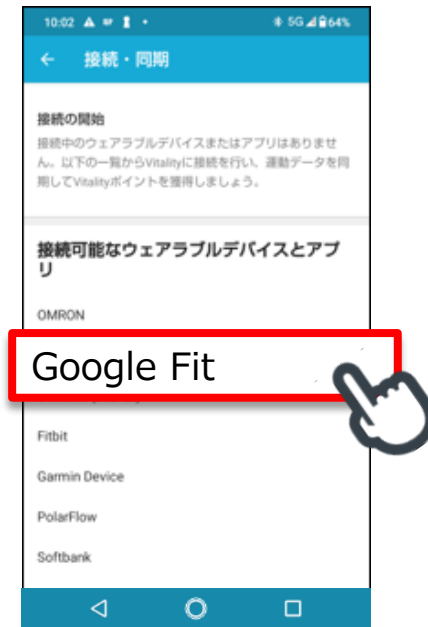 10:02
5G 64%
接続・同期
接続の開始
接続中のウェアラブルデバイスまたはアプリはありませ
ん。以下の一覧からVitalityに接続を行い、運動データを同
期してVitalityポイントを獲得しましょう。
接続可能なウェアラブルデバイスとアプ
リ
OMRON
Google Fit
Fitbit
Garmin Device
PolarFlow
Softbank